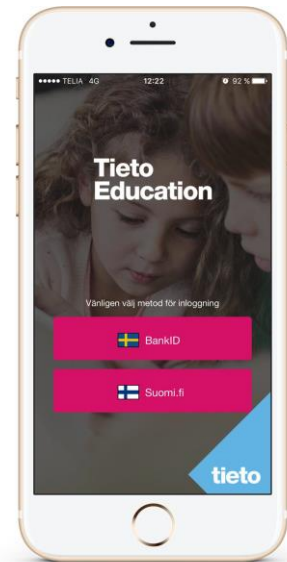 TELIA 4G 12:22 92 %
Tieto
Education
Vänligen välj metod för inloggning
BankID
Suomi.fi
tieto